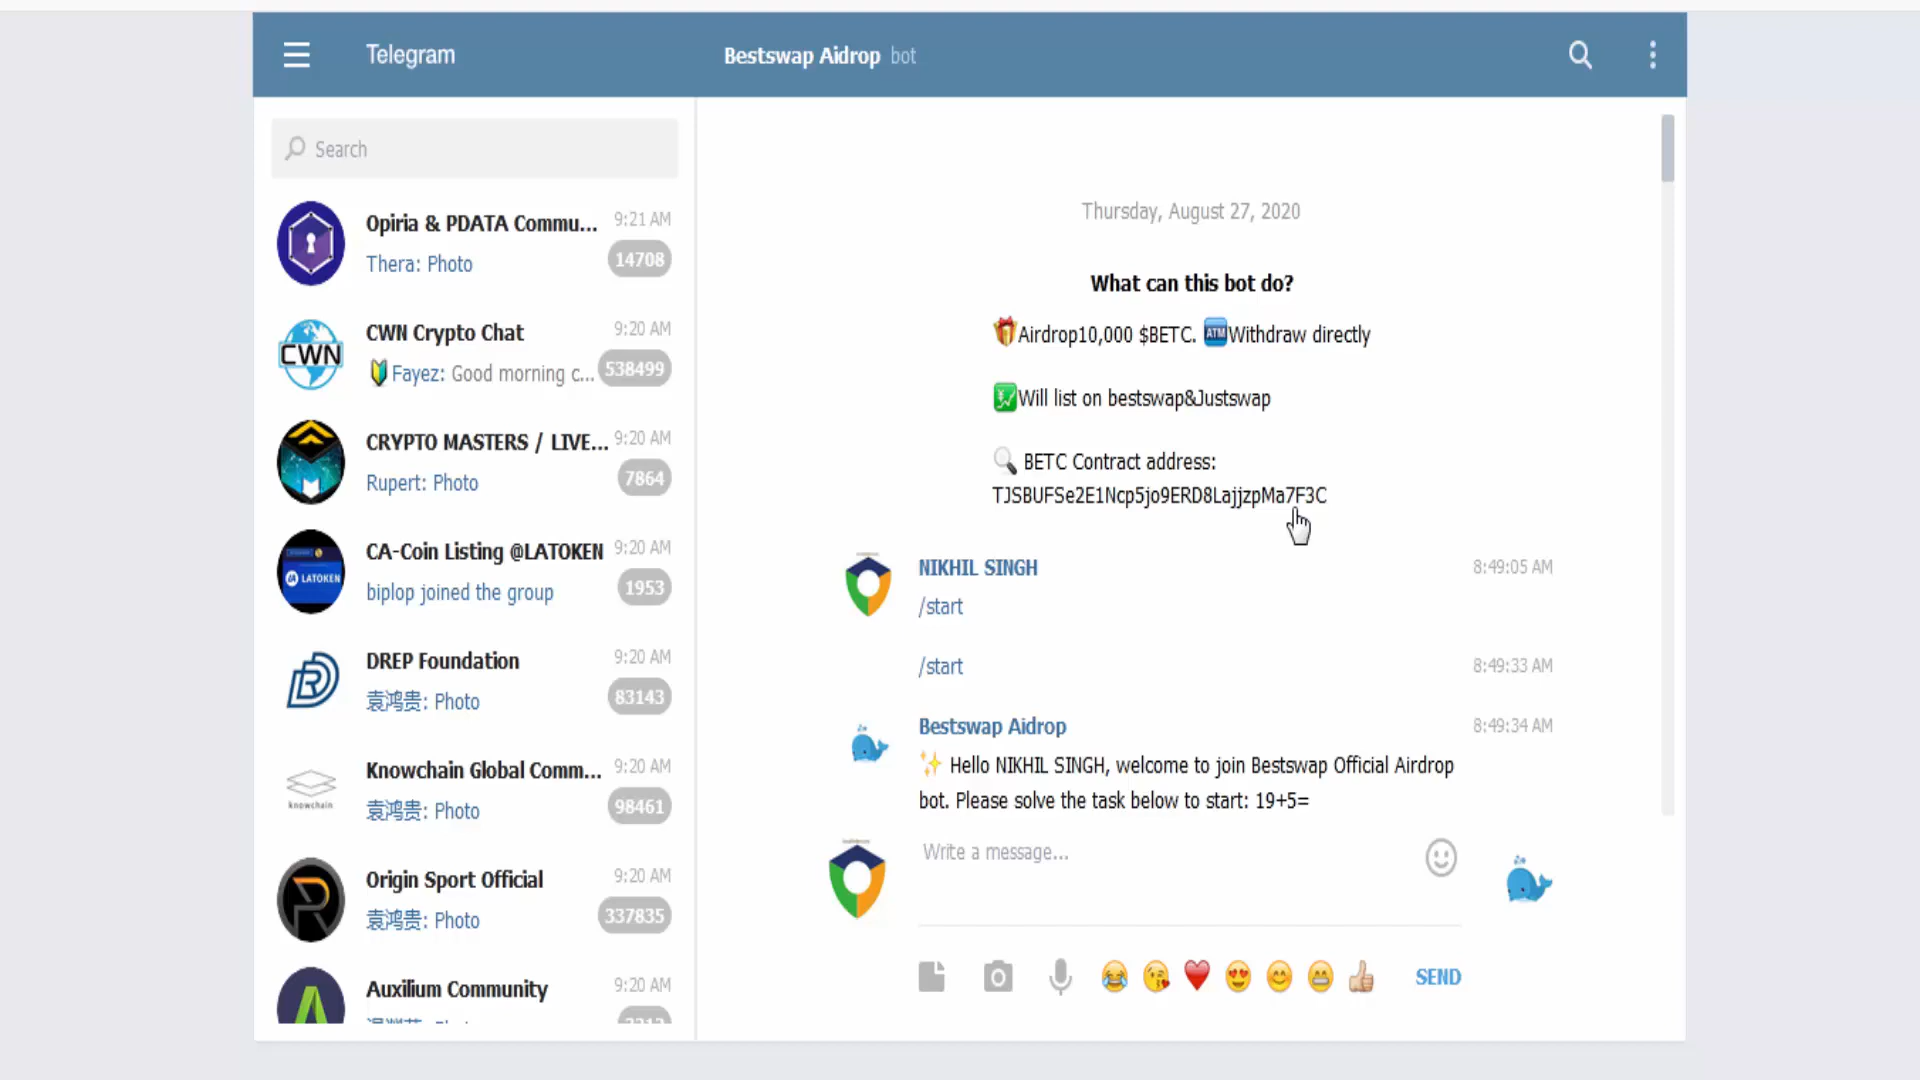 Telegram
Bestswap Aidrop bot
Search
Opiria & PDATA Commu... 9:21 AM
Thera: Photo 14708
CWN
CWN Crypto Chat 9:20 AM
Fayez: Good morning c... 538499
CRYPTO MASTERS / LIVE... 9:20 AM
Rupert: Photo 7864
LATOKEN
CA-Coin Listing @LATOKEN 9:20 AM
biplop joined the group 1953
DREP Foundation 9:20 AM
袁鸿贵: Photo 83143
knowchain
Knowchain Global Comm... 9:20 AM
袁鸿贵: Photo 98461
Origin Sport Official 9:20 AM
袁鸿贵: Photo 337835
Auxilium Community 9:20 AM
Thursday, August 27, 2020
What can this bot do?
Airdrop10,000 $BETC. ATM Withdraw directly
Will list on bestswap&Justswap
BETC Contract address:
TJSBUFSe2E1Ncp5jo9ERD8LajjzpMa7F3C
NIKHIL SINGH 8:49:05 AM
/start
/start 8:49:33 AM
Bestswap Aidrop 8:49:34 AM
Hello NIKHIL SINGH, welcome to join Bestswap Official Airdrop
bot. Please solve the task below to start: 19+5=
Write a message...
SEND